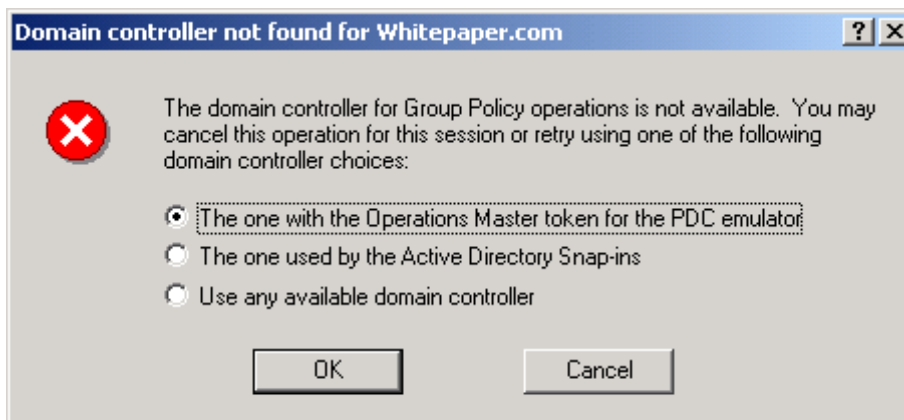 Domain controller not found for Whitepaper.com
The domain controller for Group Policy operations is not available.  You may
cancel this operation for this session or retry using one of the following
domain controller choices:
The one with the Operations Master token for the PDC emulator
The one used by the Active Directory Snap-ins
Use any available domain controller
OK
Cancel